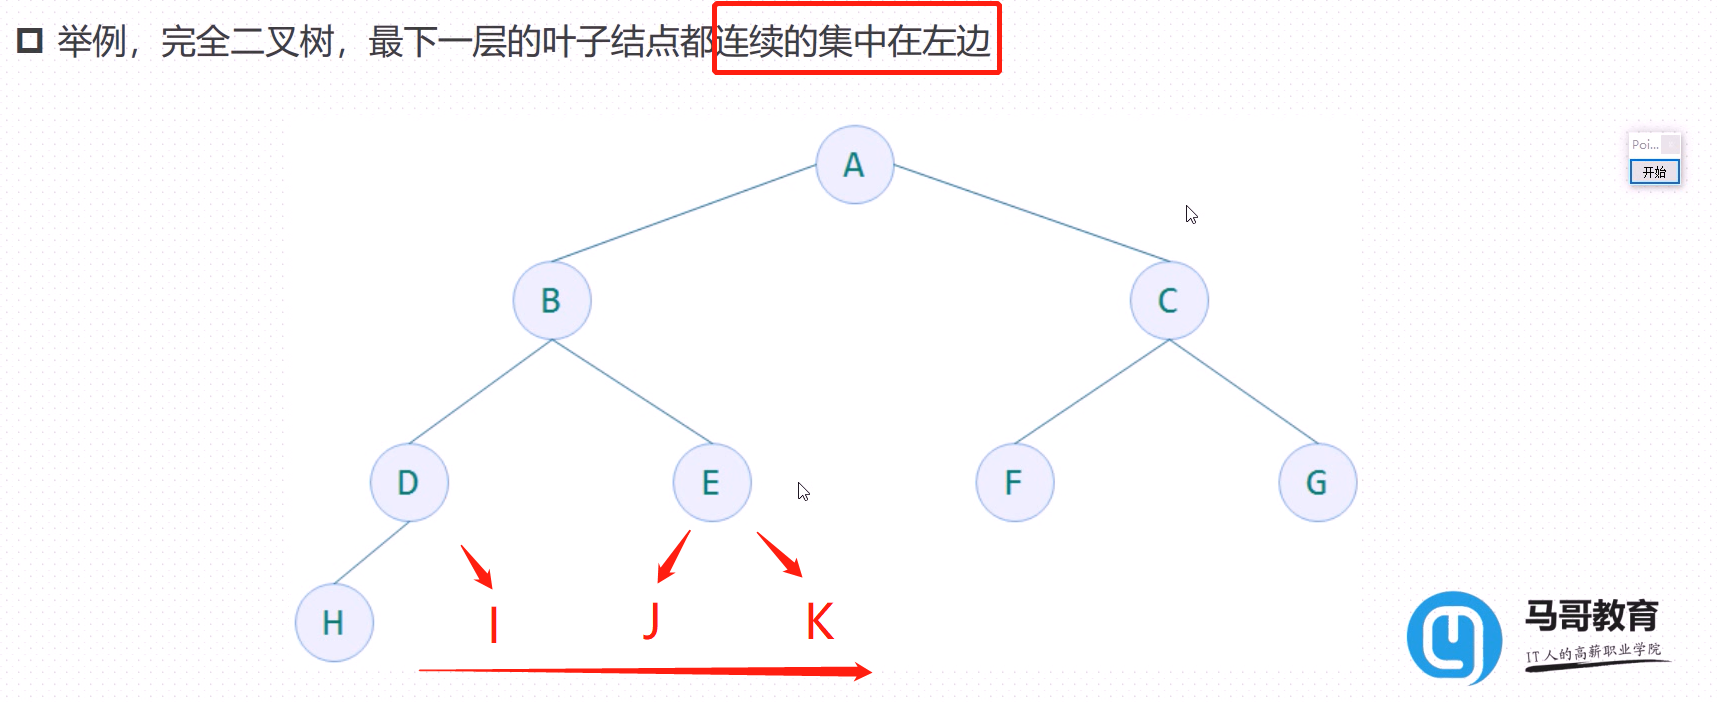 举例，完全二叉树，最下一层的叶子结点都连续的集中在左边
A
Poi...
开始
B
C
D
E
F
G
H
I
J
K
马哥教育
IT人的高薪职业学院